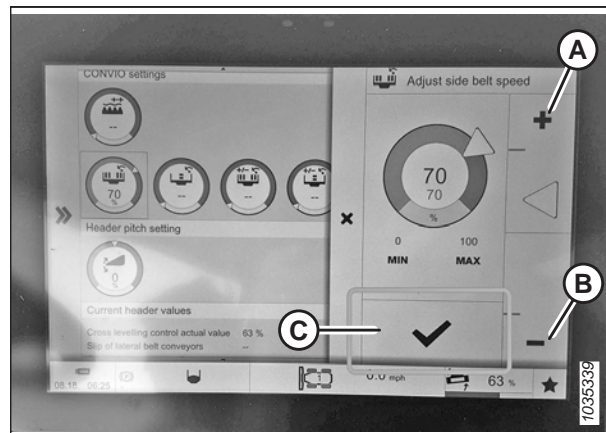 CONVIO settings
Adjust side belt speed
A
+
--
70
%
--
--
--
70
70
%
0 100
MIN MAX
Header pitch setting
0
Current header values
Cross levelling control actual value 63 %
Slip of lateral belt conveyors --
B
C
08.18. 06:25
1
0.0 mph
63 %
1035339